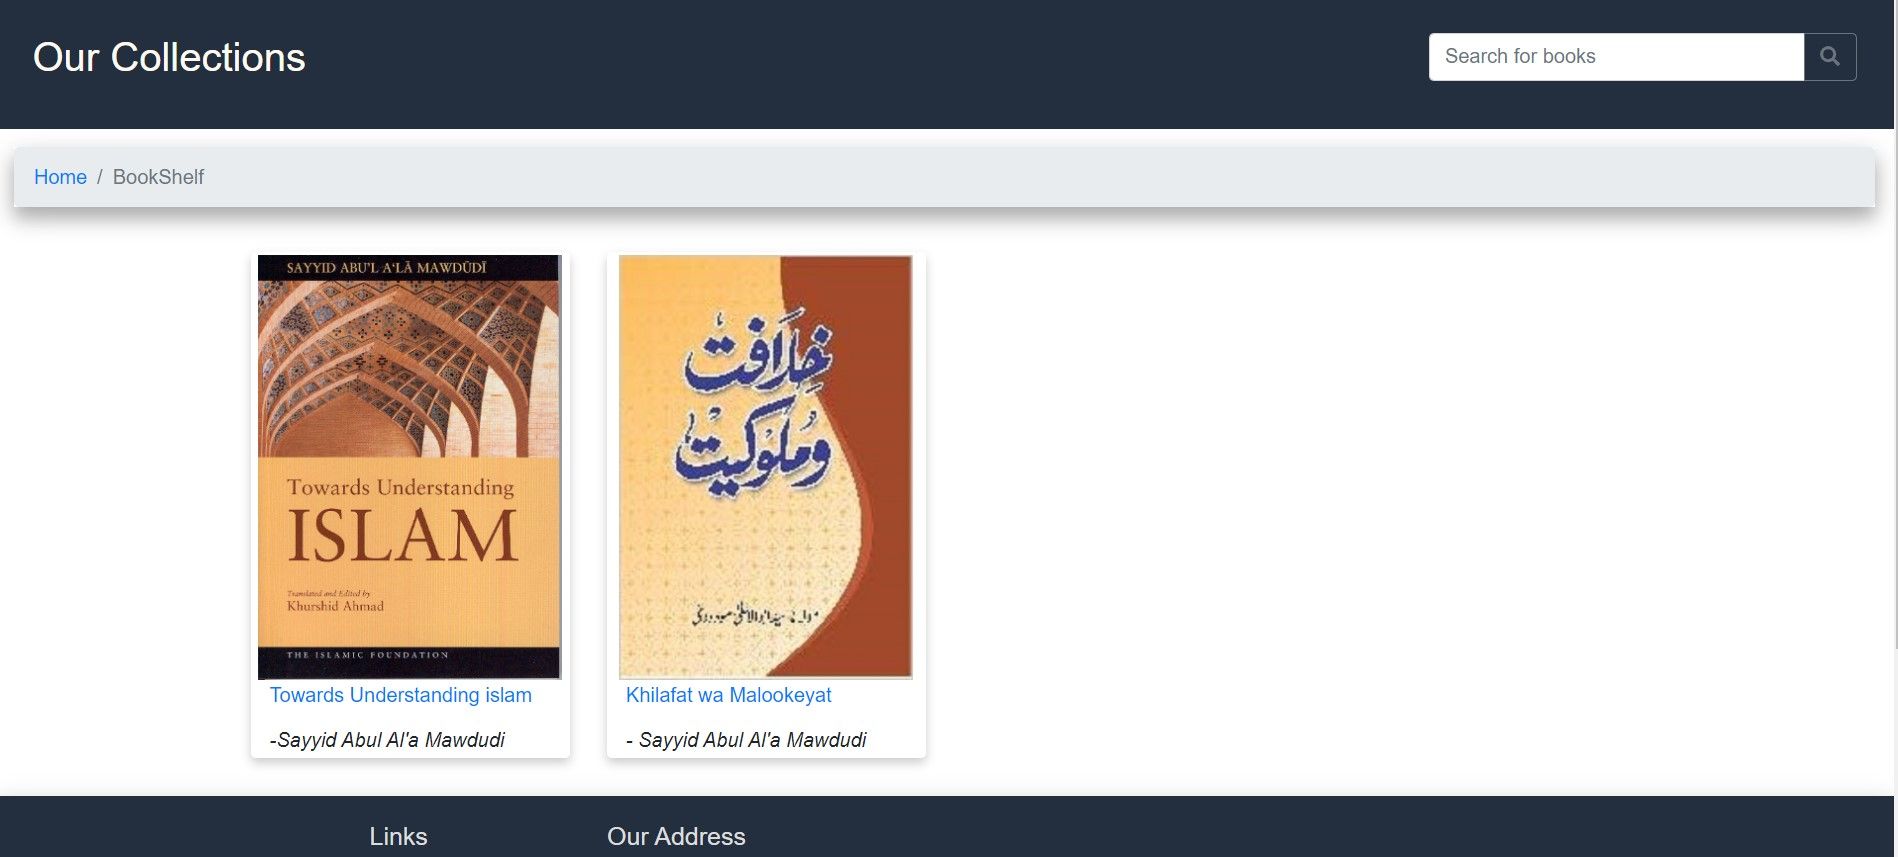 Our Collections
Search for books
Home / BookShelf
SAYYID ABU'L A'LĀ MAWDŪDĪ
Towards Understanding
ISLAM
Translated and Edited by
Khurshid Ahmad
THE ISLAMIC FOUNDATION
Towards Understanding islam
-Sayyid Abul Al'a Mawdudi
خلافت
وملوکیت
سید ابوالاعلیٰ مودودی
Khilafat wa Malookeyat
- Sayyid Abul Al'a Mawdudi
Links
Our Address